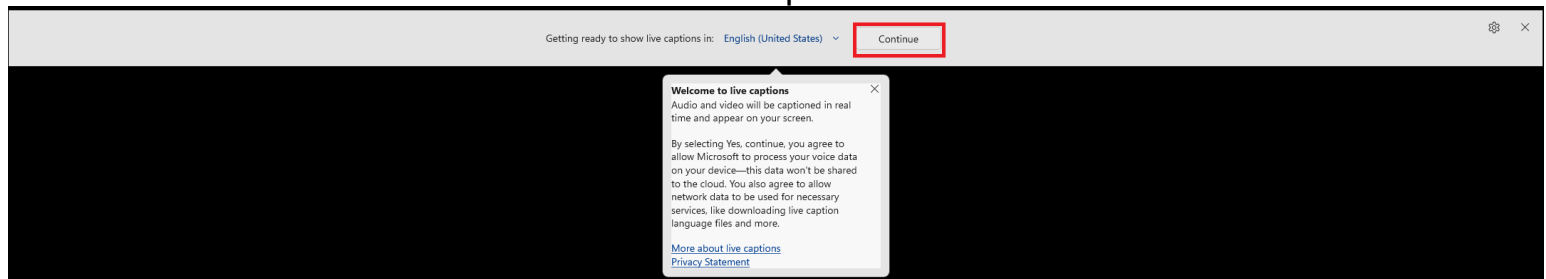 Getting ready to show live captions in: English (United States) Continue
Welcome to live captions
Audio and video will be captioned in real
time and appear on your screen.
By selecting Yes, continue, you agree to
allow Microsoft to process your voice data
on your device—this data won't be shared
to the cloud. You also agree to allow
network data to be used for necessary
services, like downloading live caption
language files and more.
More about live captions
Privacy Statement